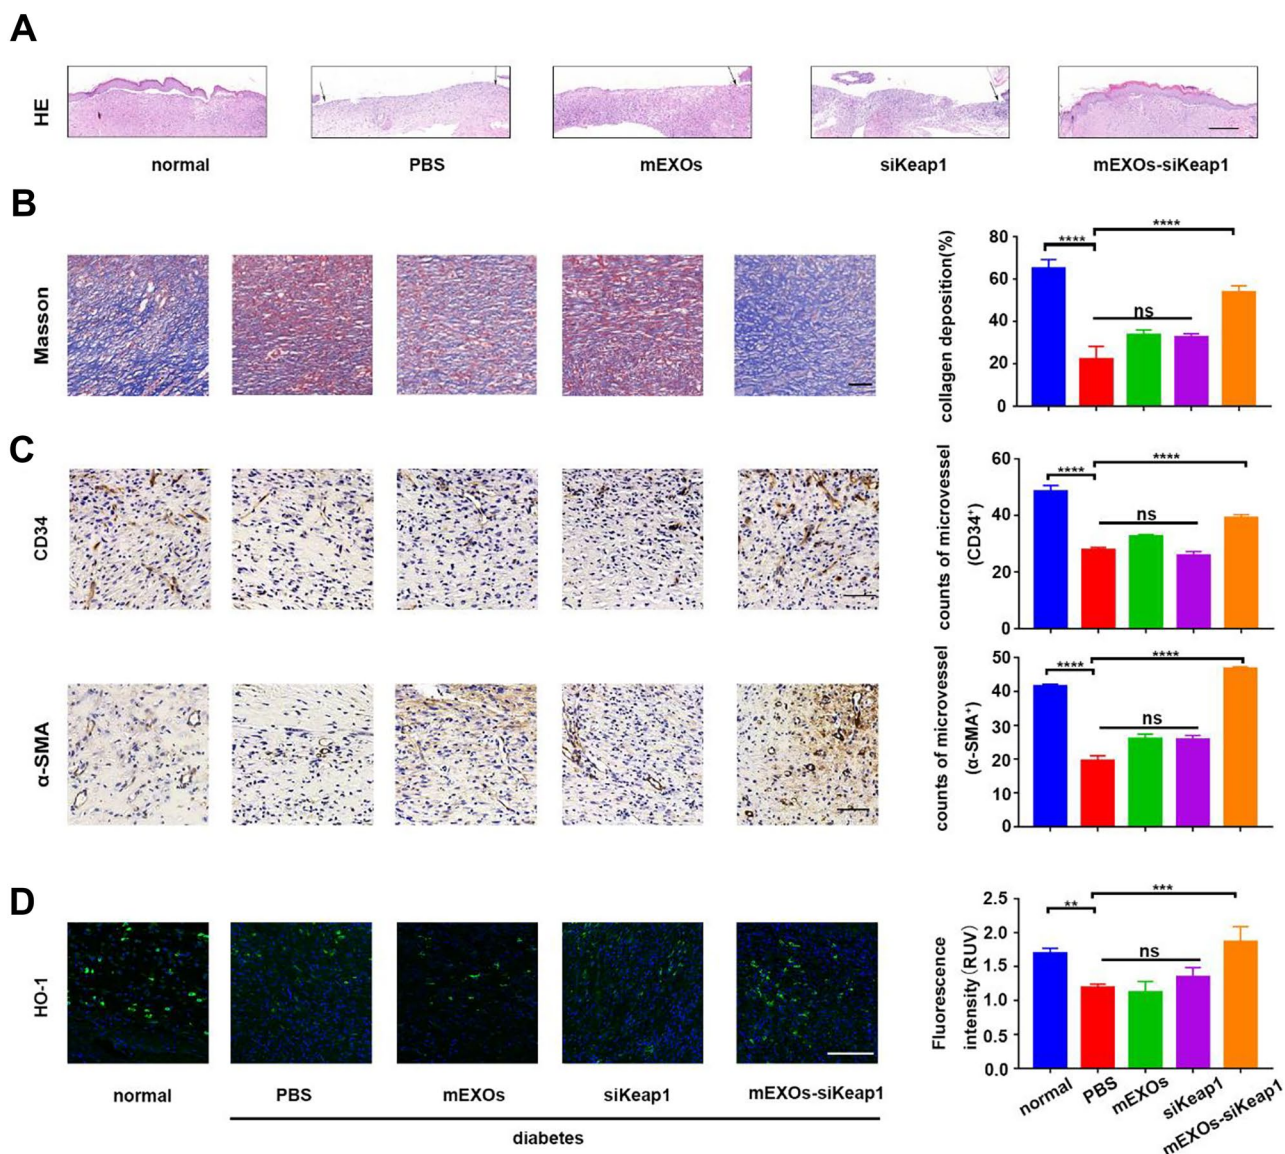 A
HE
normal
PBS
mEXOs
siKeap1
mEXOs-siKeap1
B
Masson
collagen deposition(%)
80
60
40
20
0
****
****
ns
C
CD34
counts of microvessel
(CD34⁺)
60
40
20
0
****
****
ns
α-SMA
counts of microvessel
(α-SMA⁺)
50
40
30
20
10
0
****
****
ns
D
HO-1
normal
PBS
mEXOs
siKeap1
mEXOs-siKeap1
diabetes
Fluorescence
intensity (RUV)
2.5
2.0
1.5
1.0
0.5
0.0
**
***
ns
normal
PBS
mEXOs
siKeap1
mEXOs-siKeap1